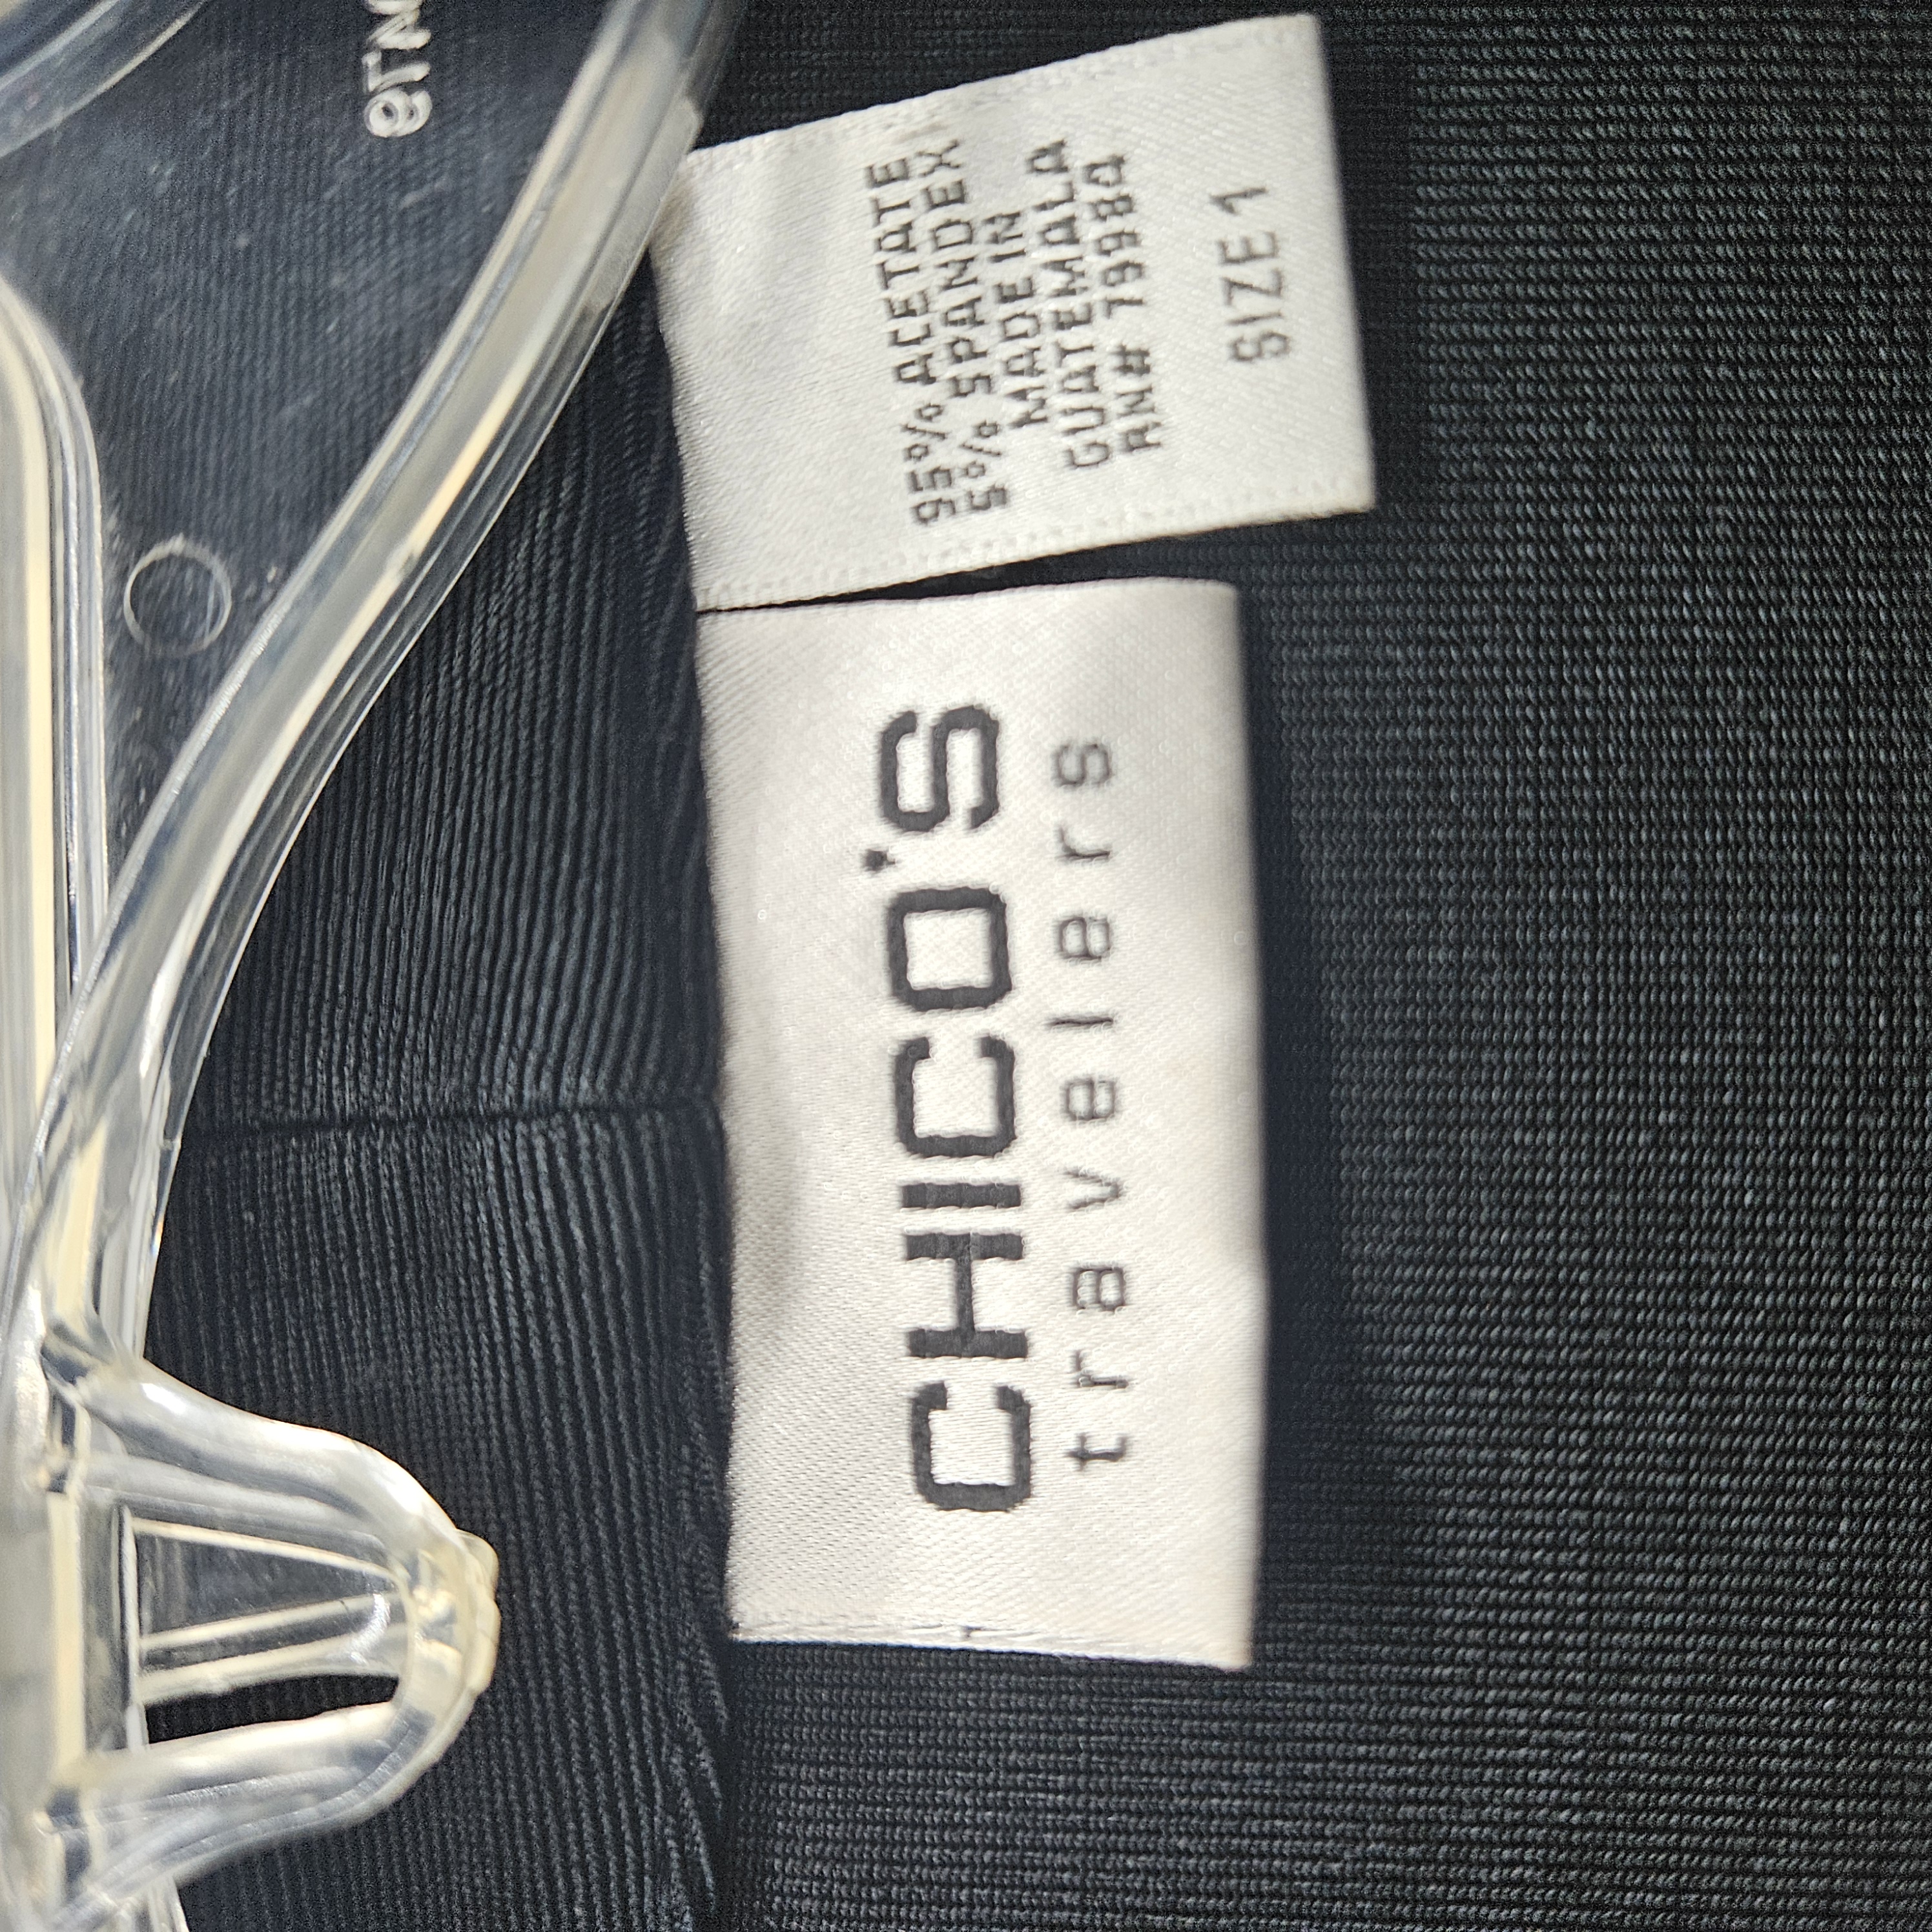 CHICO'S
travelers
95% ACETATE
5% SPANDEX
MADE IN
GUATEMALA
RN# 79984
SIZE 1